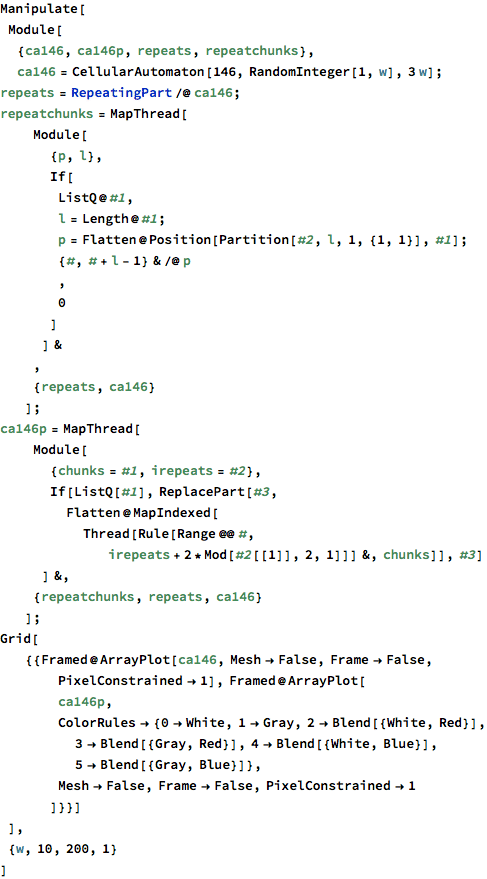 Manipulate[
Module[
{ca146, ca146p, repeats, repeatchunks},
ca146 = CellularAutomaton[146, RandomInteger[1, w], 3 w];
repeats = RepeatingPart /@ ca146;
repeatchunks = MapThread[
Module[
{p, l},
If[
ListQ@#1,
l = Length@#1;
p = Flatten@Position[Partition[#2, l, 1, {1, 1}], #1];
{#, # + l - 1} & /@ p
,
0
]
] &
,
{repeats, ca146}
];
ca146p = MapThread[
Module[
{chunks = #1, irepeats = #2},
If[ListQ[#1], ReplacePart[#3,
Flatten@MapIndexed[
Thread[Rule[Range @@ #,
irepeats + 2 * Mod[#2[[1]], 2, 1]]] &, chunks]], #3]
] &,
{repeatchunks, repeats, ca146}
];
Grid[
{{Framed@ArrayPlot[ca146, Mesh → False, Frame → False,
PixelConstrained → 1], Framed@ArrayPlot[
ca146p,
ColorRules → {0 → White, 1 → Gray, 2 → Blend[{White, Red}],
3 → Blend[{Gray, Red}], 4 → Blend[{White, Blue}],
5 → Blend[{Gray, Blue}]},
Mesh → False, Frame → False, PixelConstrained → 1
]}}]
],
{w, 10, 200, 1}
]